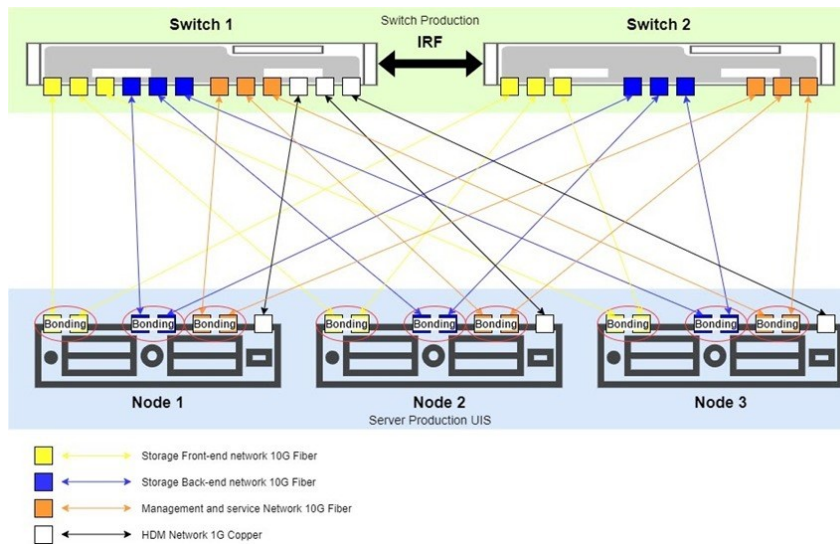 Switch 1
Switch Production
Switch 2
IRF
Bonding
Bonding
Bonding
Bonding
Bonding
Bonding
Bonding
Bonding
Bonding
Node 1
Node 2
Node 3
Server Production UIS
Storage Front-end network 10G Fiber
Storage Back-end network 10G Fiber
Management and service Network 10G Fiber
HDM Network 1G Copper